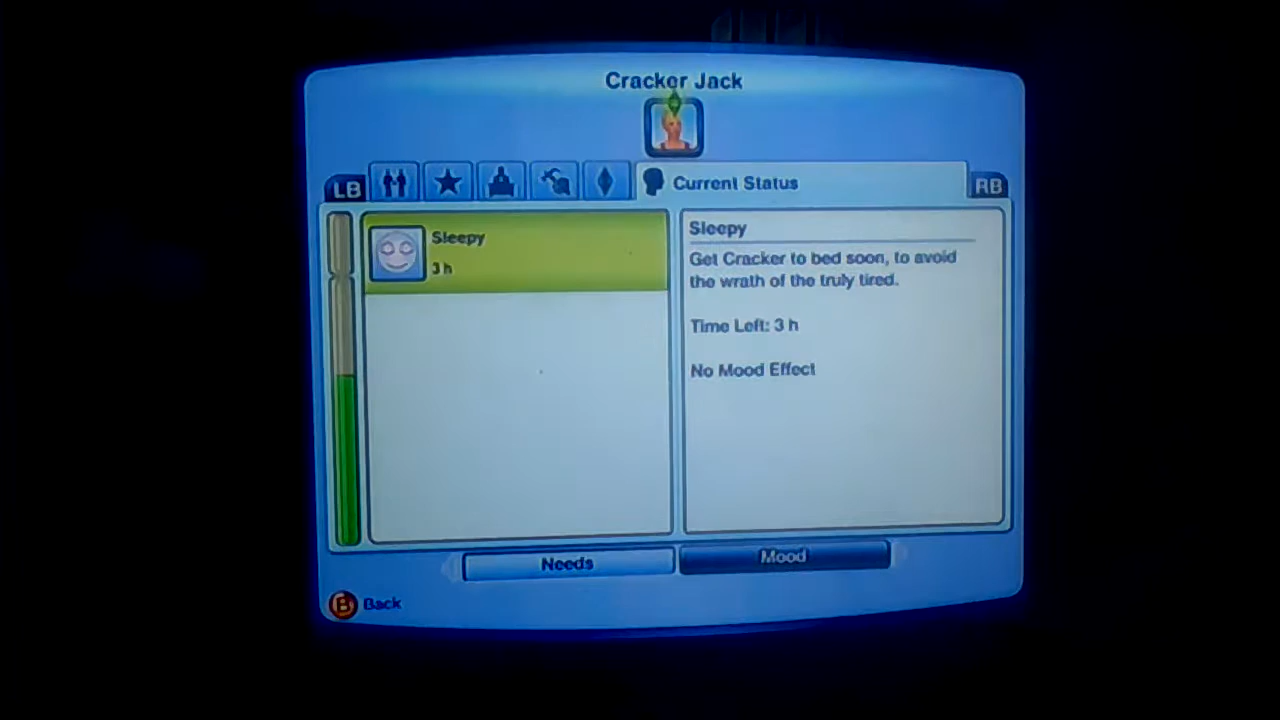 Cracker Jack
LB
Current Status
RB
Sleepy
3 h
Sleepy
Get Cracker to bed soon, to avoid
the wrath of the truly tired.
Time Left: 3 h
No Mood Effect
Needs
Mood
B Back